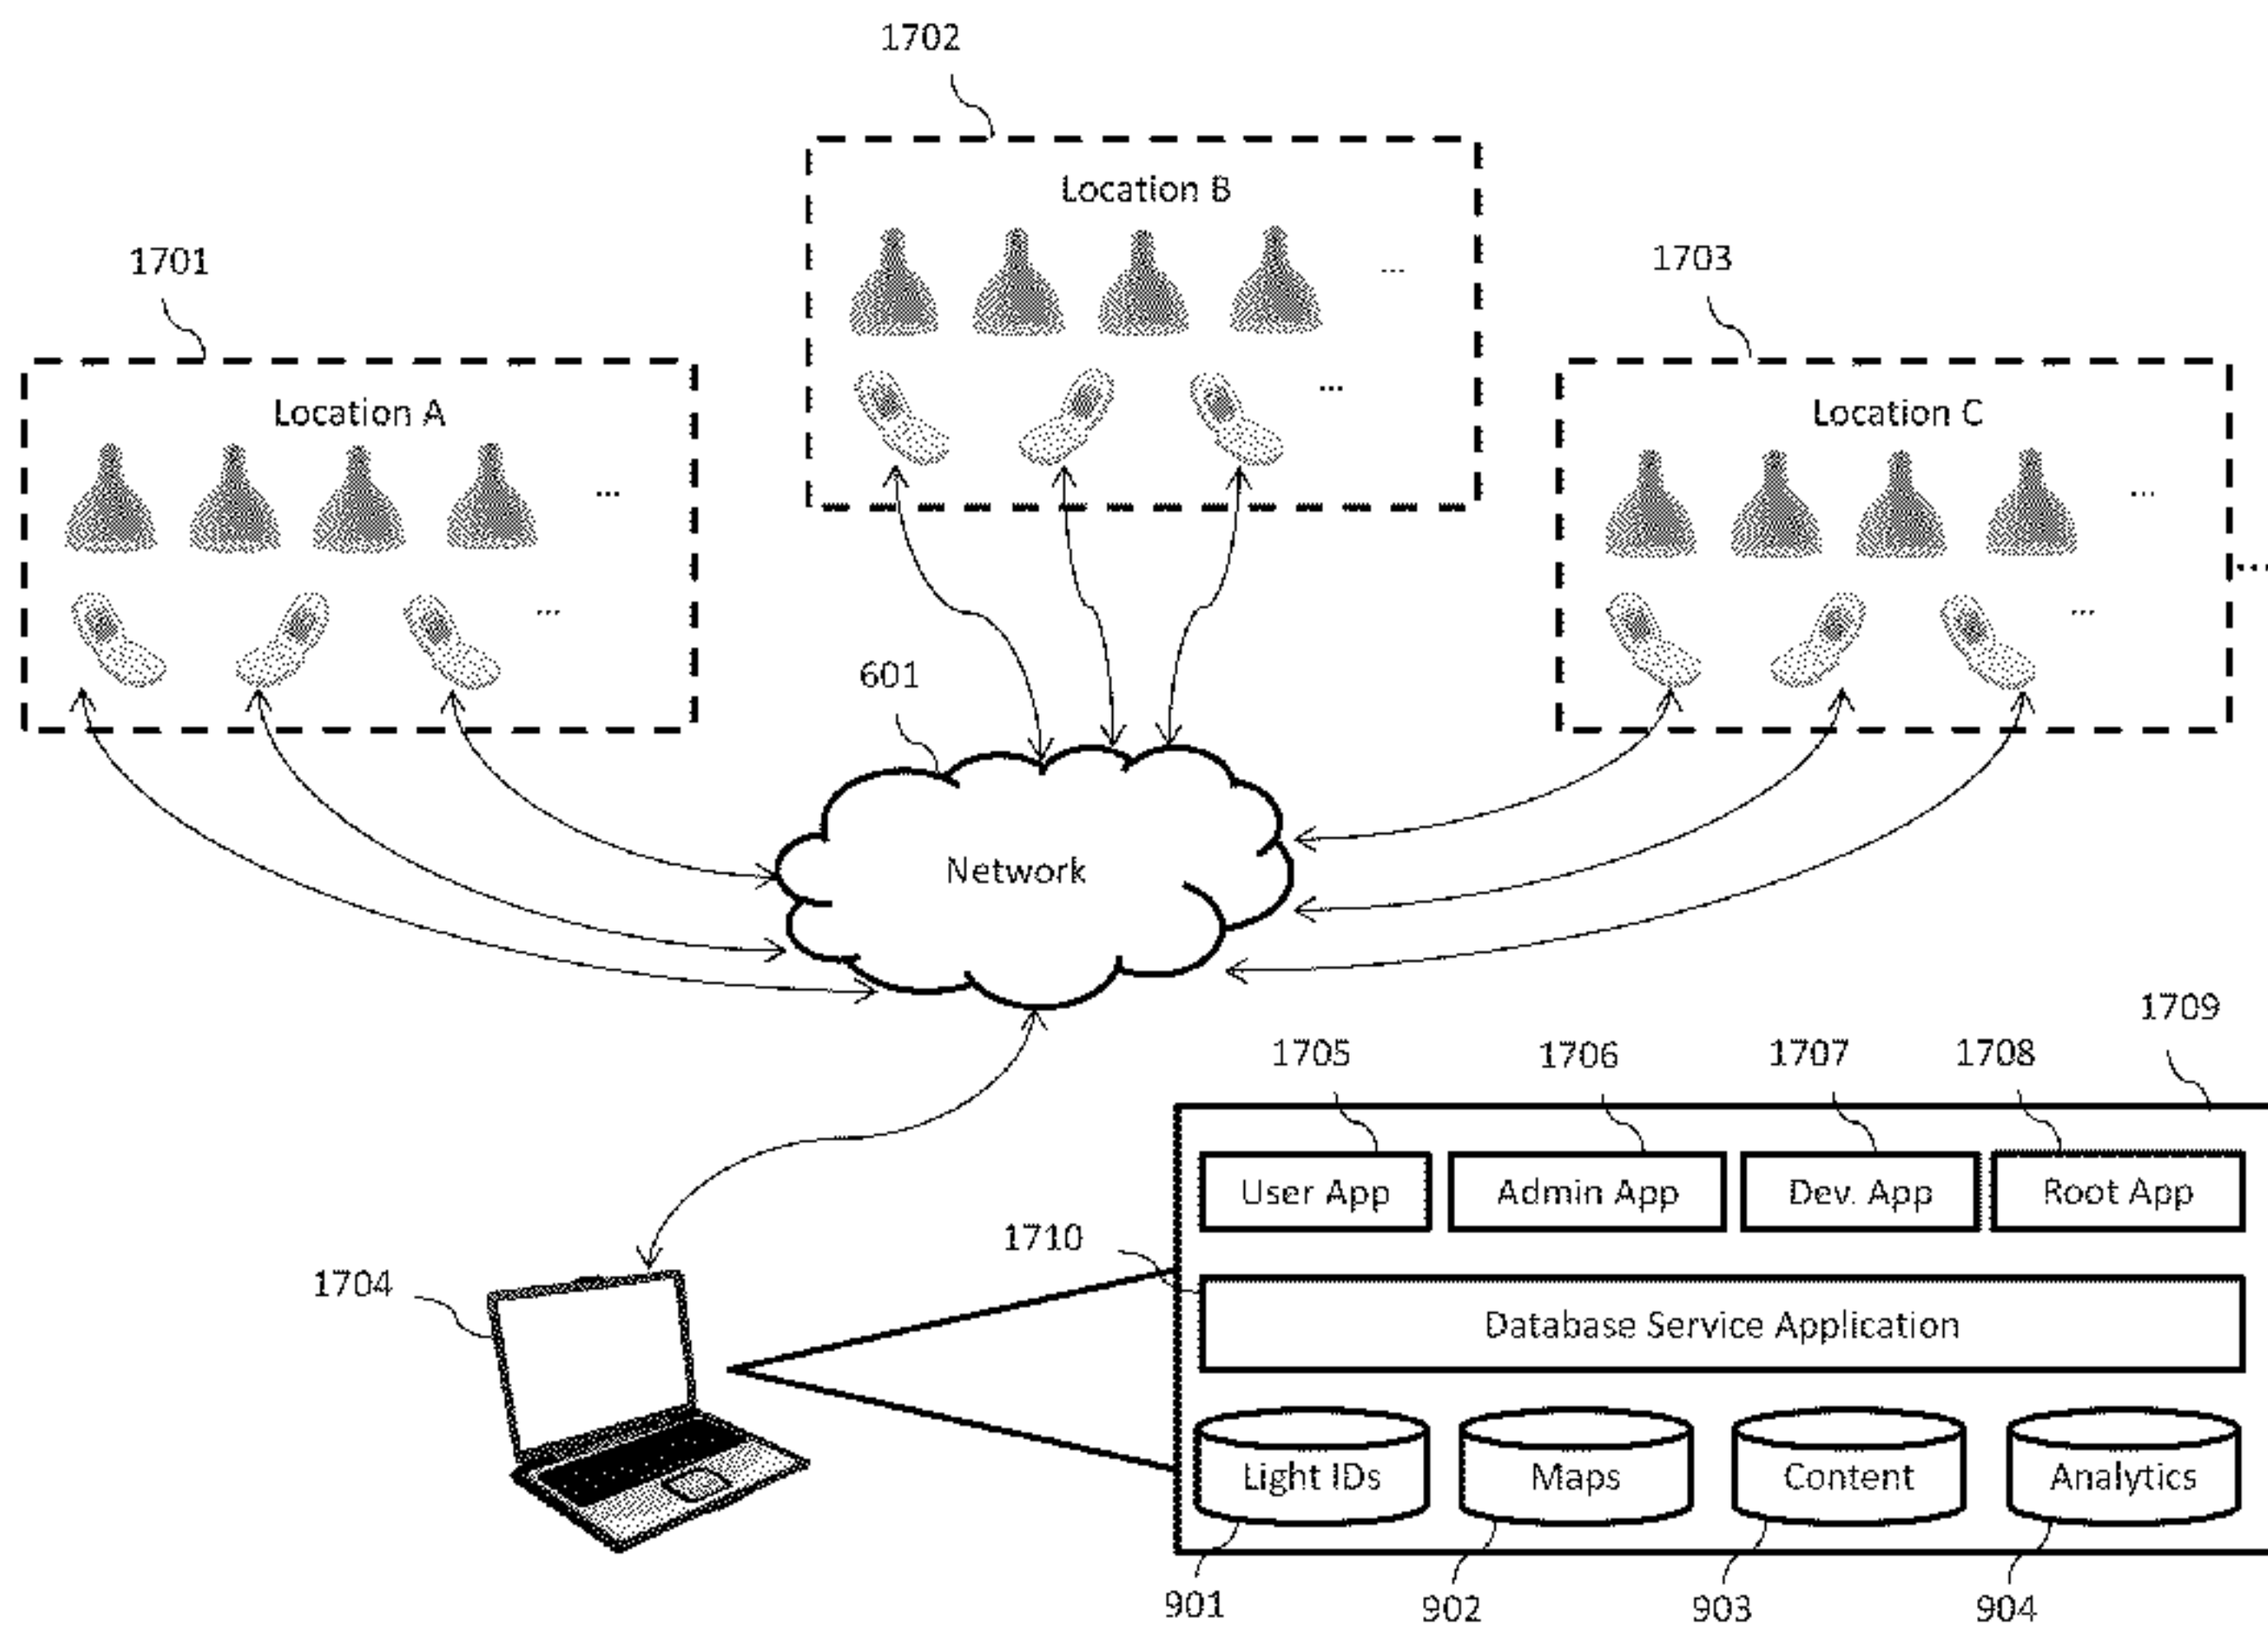 1702
Location B
...
...
1701
Location A
...
...
1703
Location C
...
...
...
601
Network
1709
1705
1706
1707
1708
User App
Admin App
Dev. App
Root App
1710
1704
Database Service Application
Light IDs
Maps
Content
Analytics
901
902
903
904